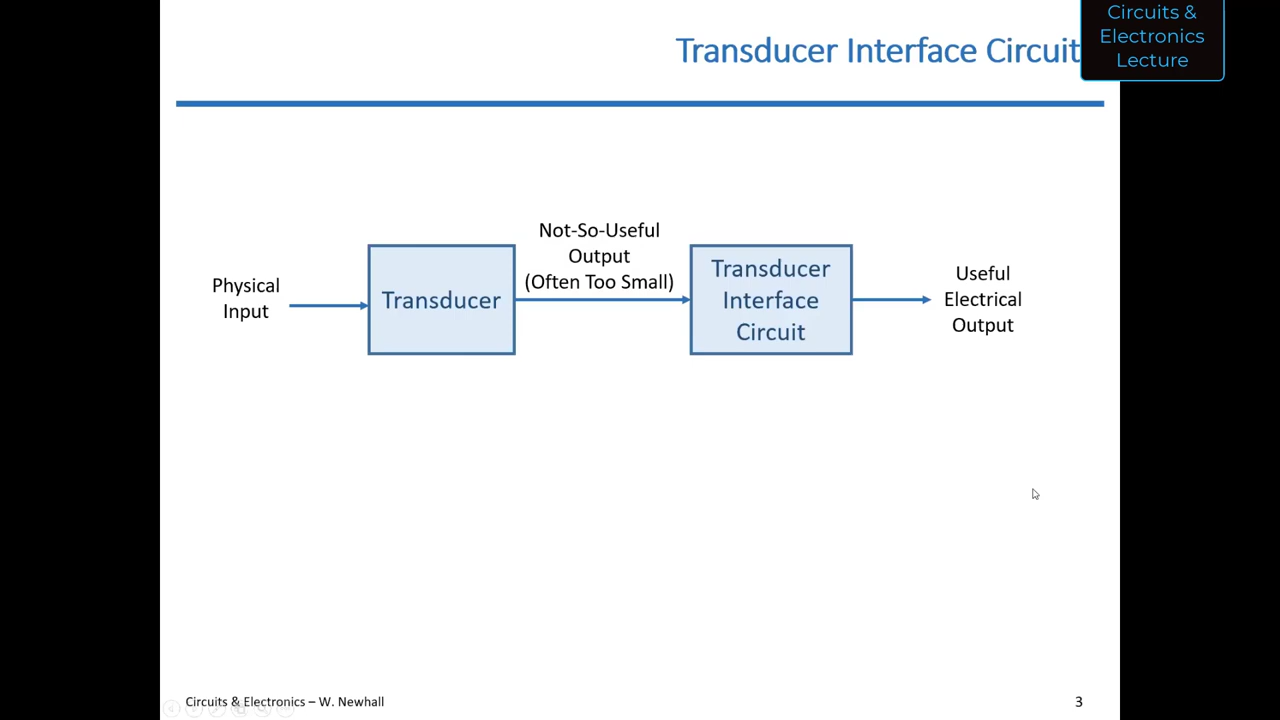 Circuits &
Electronics
Lecture
Transducer Interface Circuit
Physical
Input
Transducer
Not-So-Useful
Output
(Often Too Small)
Transducer
Interface
Circuit
Useful
Electrical
Output
Circuits & Electronics – W. Newhall
3